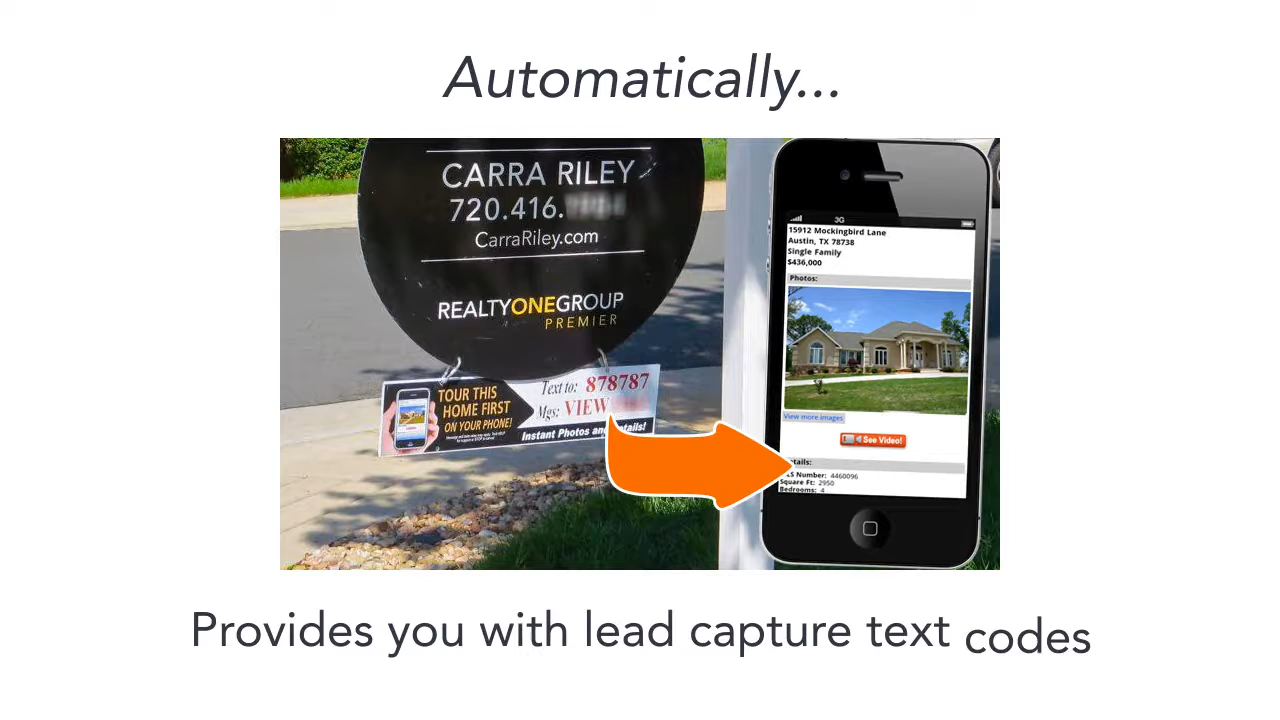 Automatically...
CARRA RILEY
720.416.
CarraRiley.com
REALTYONEGROUP
PREMIER
TOUR THIS
HOME FIRST
ON YOUR PHONE!
Text to: 878787
Mgs: VIEW
Instant Photos and Details!
3G
15912 Mockingbird Lane
Austin, TX 78738
Single Family
$436,000
Photos:
View more images
See Video!
Number: 4460096
Square Ft: 2950
Bedrooms: 4
Provides you with lead capture text codes